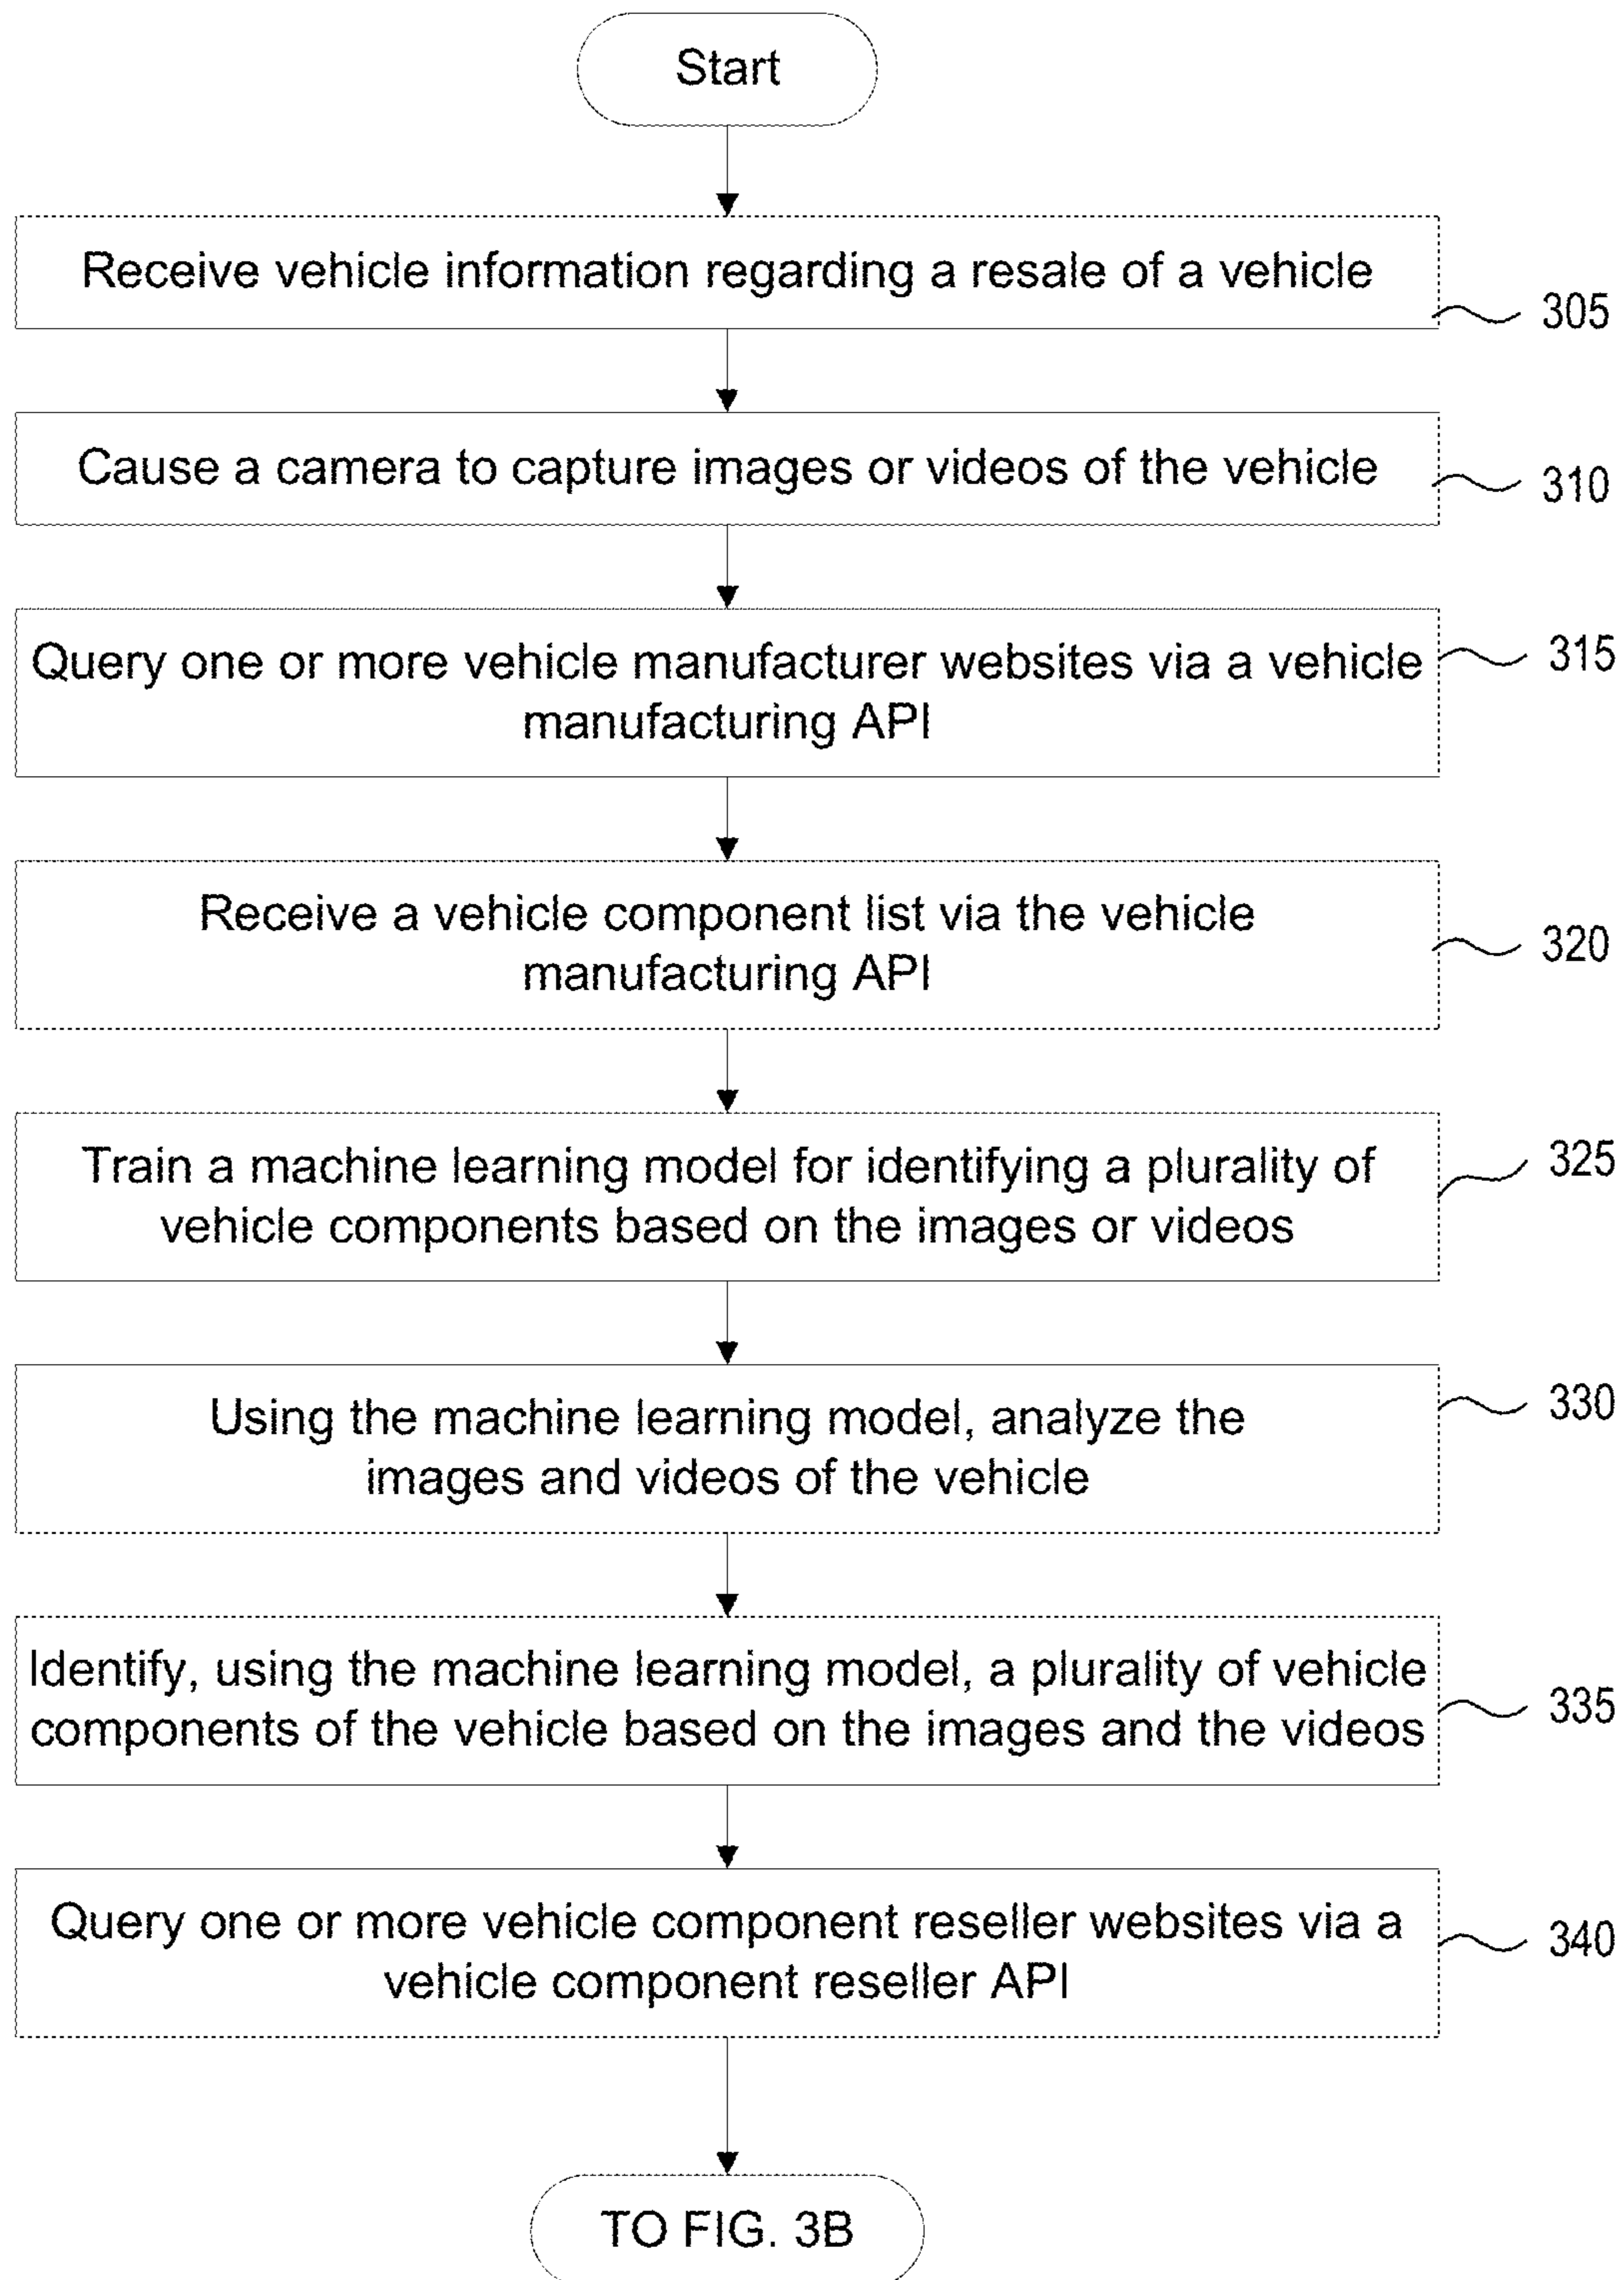 Start
Receive vehicle information regarding a resale of a vehicle
305
Cause a camera to capture images or videos of the vehicle
310
Query one or more vehicle manufacturer websites via a vehicle
manufacturing API
315
Receive a vehicle component list via the vehicle
manufacturing API
320
Train a machine learning model for identifying a plurality of
vehicle components based on the images or videos
325
Using the machine learning model, analyze the
images and videos of the vehicle
330
Identify, using the machine learning model, a plurality of vehicle
components of the vehicle based on the images and the videos
335
Query one or more vehicle component reseller websites via a
vehicle component reseller API
340
TO FIG. 3B